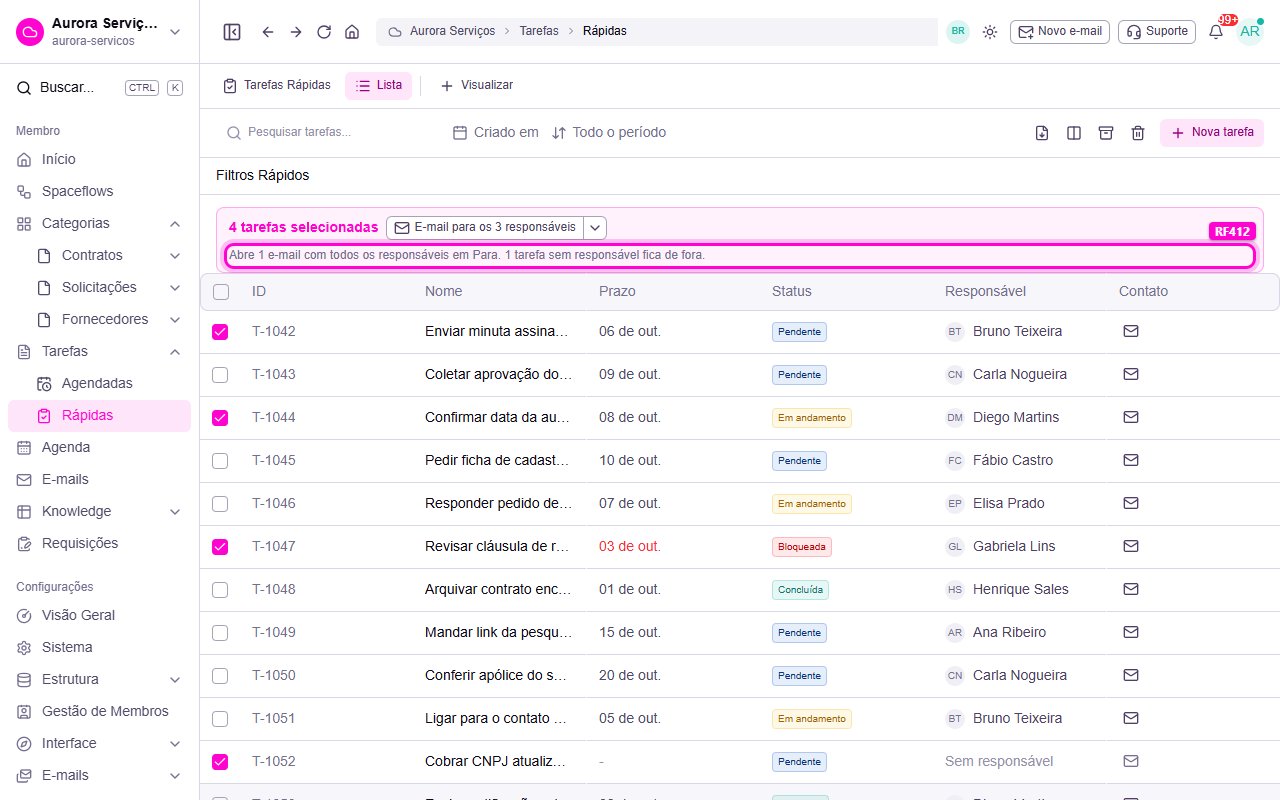 Aurora Serviç...
aurora-servicos
Aurora Serviços > Tarefas > Rápidas
BR
Novo e-mail
Suporte
99+
AR
Buscar...
CTRL K
Tarefas Rápidas
Lista
Visualizar
Pesquisar tarefas...
Criado em
Todo o período
Nova tarefa
Membro
Início
Spaceflows
Categorias
Contratos
Solicitações
Fornecedores
Tarefas
Agendadas
Rápidas
Agenda
E-mails
Knowledge
Requisições
Configurações
Visão Geral
Sistema
Estrutura
Gestão de Membros
Interface
E-mails
Filtros Rápidos
4 tarefas selecionadas
E-mail para os 3 responsáveis
RF412
Abre 1 e-mail com todos os responsáveis em Para. 1 tarefa sem responsável fica de fora.
ID Nome Prazo Status Responsável Contato
T-1042 Enviar minuta assina... 06 de out. Pendente BT Bruno Teixeira
T-1043 Coletar aprovação do... 09 de out. Pendente CN Carla Nogueira
T-1044 Confirmar data da au... 08 de out. Em andamento DM Diego Martins
T-1045 Pedir ficha de cadast... 10 de out. Pendente FC Fábio Castro
T-1046 Responder pedido de... 07 de out. Em andamento EP Elisa Prado
T-1047 Revisar cláusula de r... 03 de out. Bloqueada GL Gabriela Lins
T-1048 Arquivar contrato enc... 01 de out. Concluída HS Henrique Sales
T-1049 Mandar link da pesqu... 15 de out. Pendente AR Ana Ribeiro
T-1050 Conferir apólice do s... 20 de out. Pendente CN Carla Nogueira
T-1051 Ligar para o contato ... 05 de out. Em andamento BT Bruno Teixeira
T-1052 Cobrar CNPJ atualiz... - Pendente Sem responsável